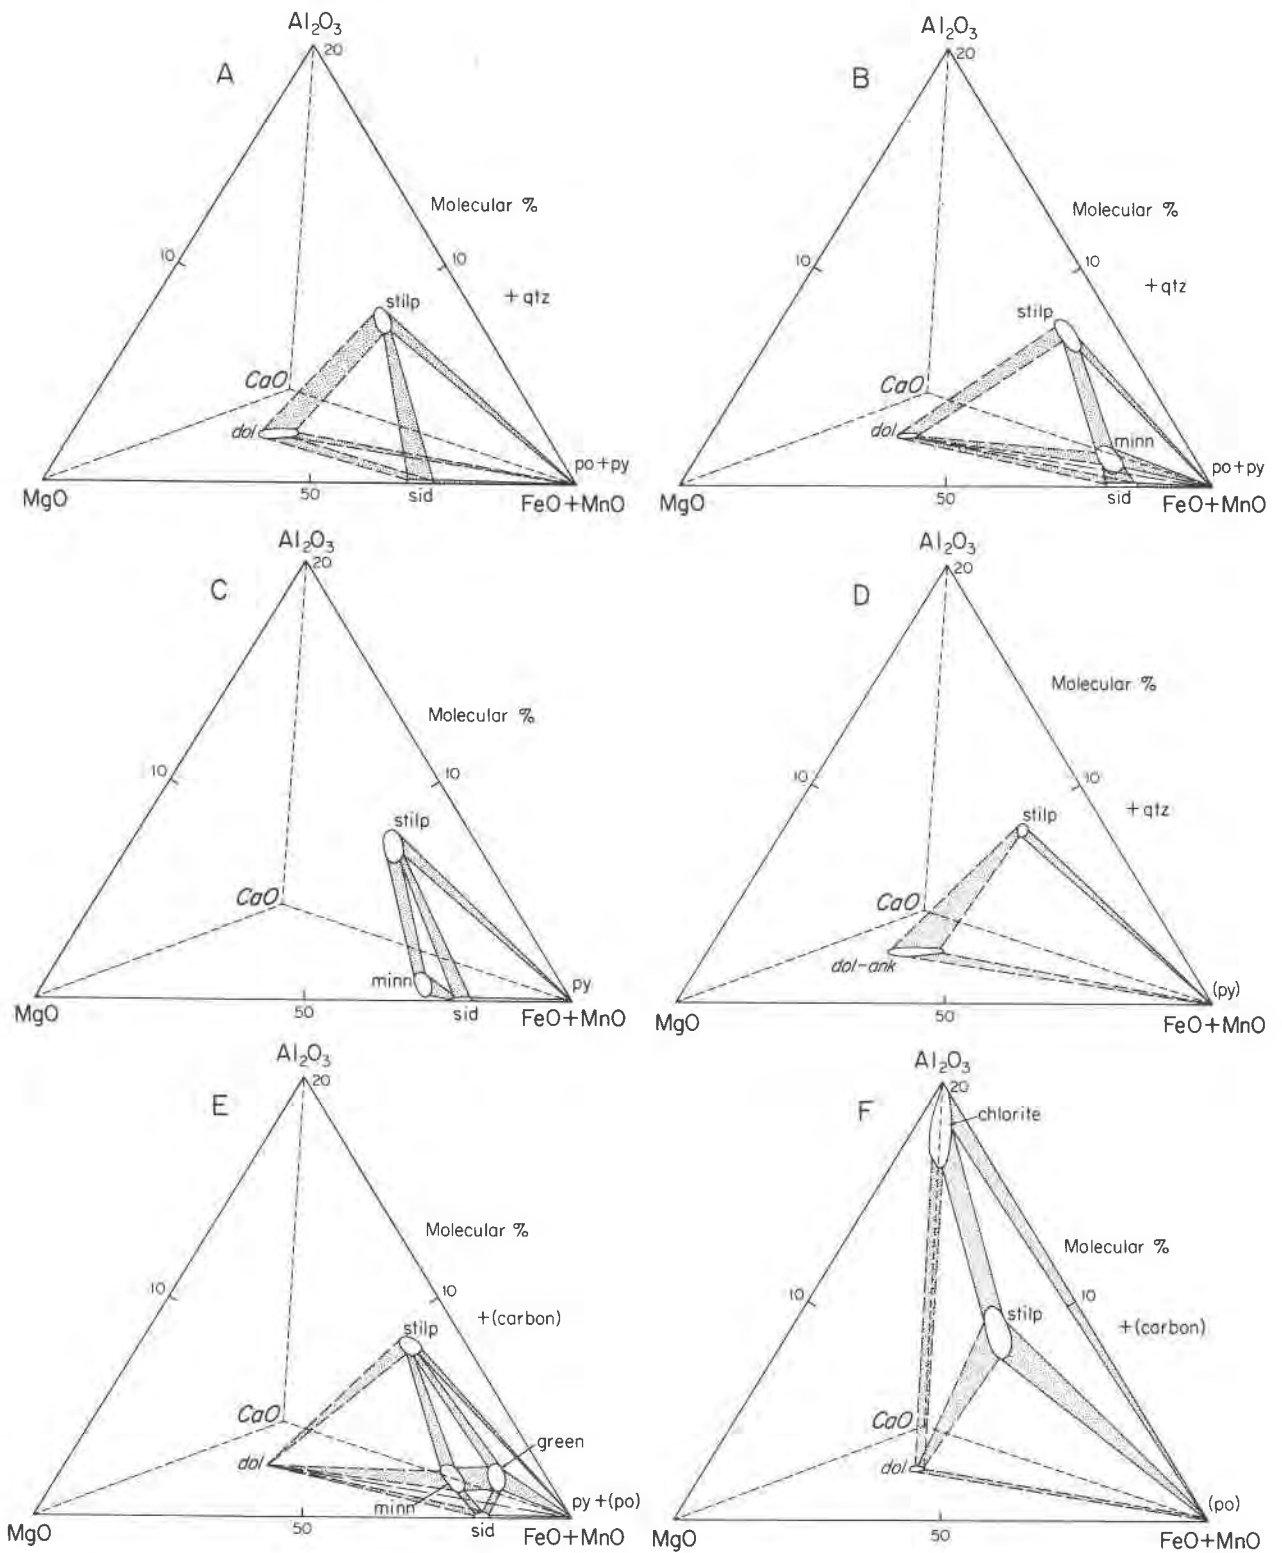 Al₂O₃
20
A
Molecular %
10
10
stilp
+ qtz
CaO
dol
po+py
MgO
50
sid
FeO+MnO
Al₂O₃
20
B
Molecular %
10
10
+ qtz
stilp
CaO
dol
minn
po+py
MgO
50
sid
FeO+MnO
Al₂O₃
20
C
Molecular %
10
10
stilp
CaO
minn
py
MgO
50
sid
FeO+MnO
Al₂O₃
20
D
Molecular %
10
10
+ qtz
stilp
CaO
dol-ank
(py)
MgO
50
FeO+MnO
Al₂O₃
20
E
Molecular %
10
10
+(carbon)
stilp
CaO
green
dol
minn
py+(po)
MgO
50
sid
FeO+MnO
Al₂O₃
20
F
chlorite
Molecular %
10
10
stilp
+(carbon)
CaO
dol
(po)
MgO
50
FeO+MnO